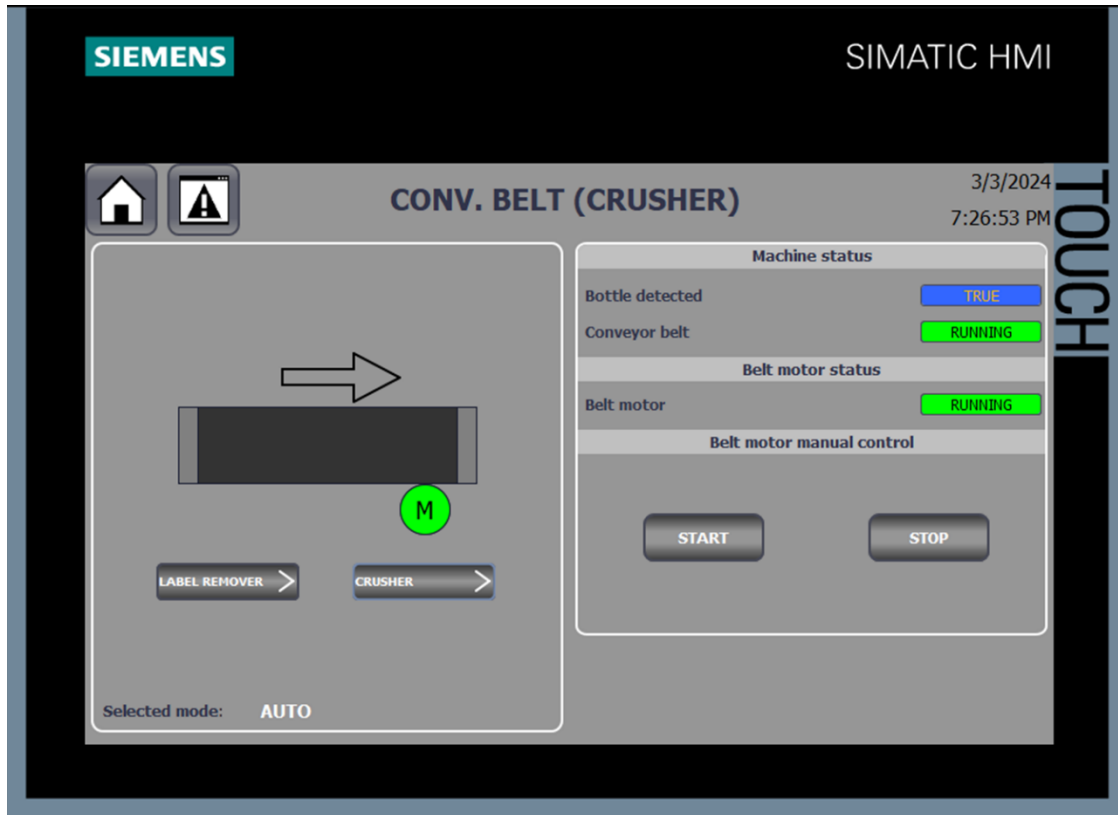 SIEMENS
SIMATIC HMI
TOUCH
CONV. BELT (CRUSHER)
3/3/2024
7:26:53 PM
Machine status
Bottle detected TRUE
Conveyor belt RUNNING
Belt motor status
Belt motor RUNNING
Belt motor manual control
START STOP
M
LABEL REMOVER CRUSHER
Selected mode: AUTO